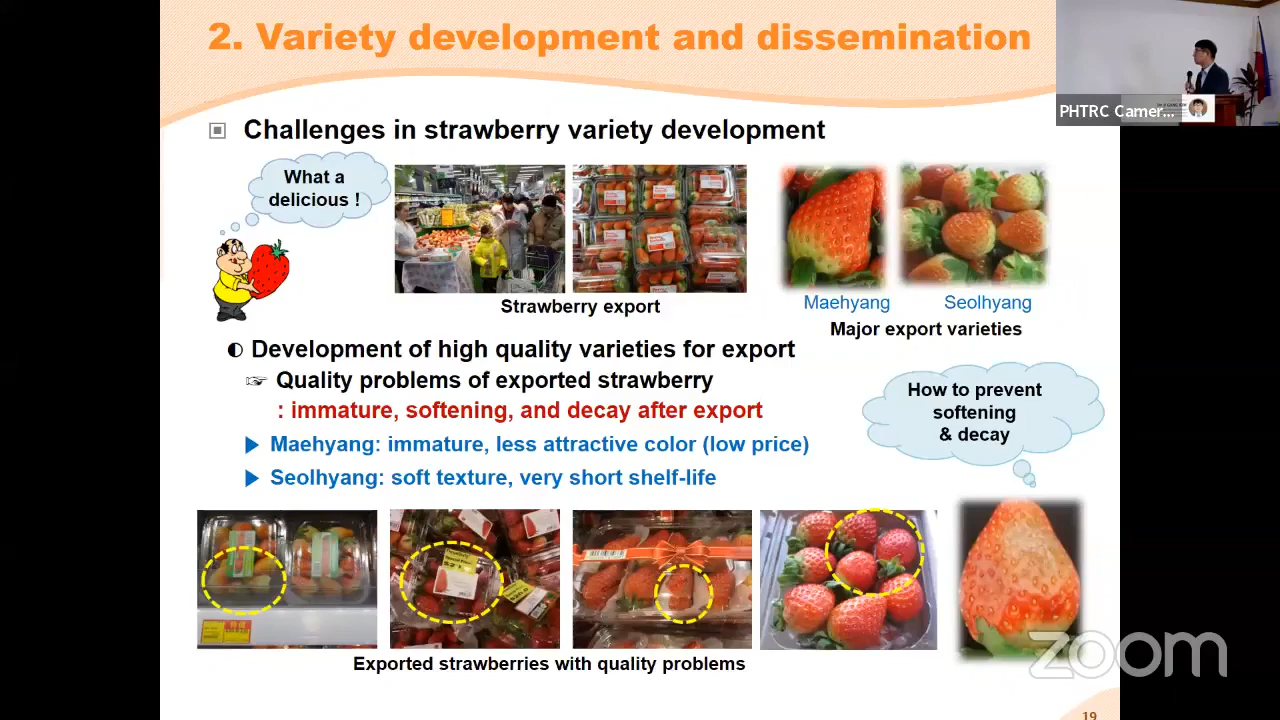 2. Variety development and dissemination
PHTRC Camer...
Challenges in strawberry variety development
What a
delicious !
Strawberry export
Maehyang
Seolhyang
Major export varieties
Development of high quality varieties for export
Quality problems of exported strawberry
: immature, softening, and decay after export
Maehyang: immature, less attractive color (low price)
Seolhyang: soft texture, very short shelf-life
How to prevent
softening
& decay
Exported strawberries with quality problems
zoom
19